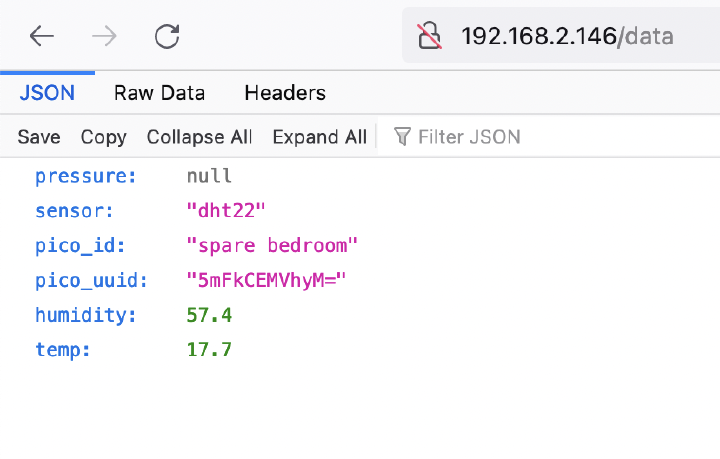 192.168.2.146/data
JSON Raw Data Headers
Save Copy Collapse All Expand All Filter JSON
pressure: null
sensor: "dht22"
pico_id: "spare bedroom"
pico_uuid: "5mFkCEMVhyM="
humidity: 57.4
temp: 17.7